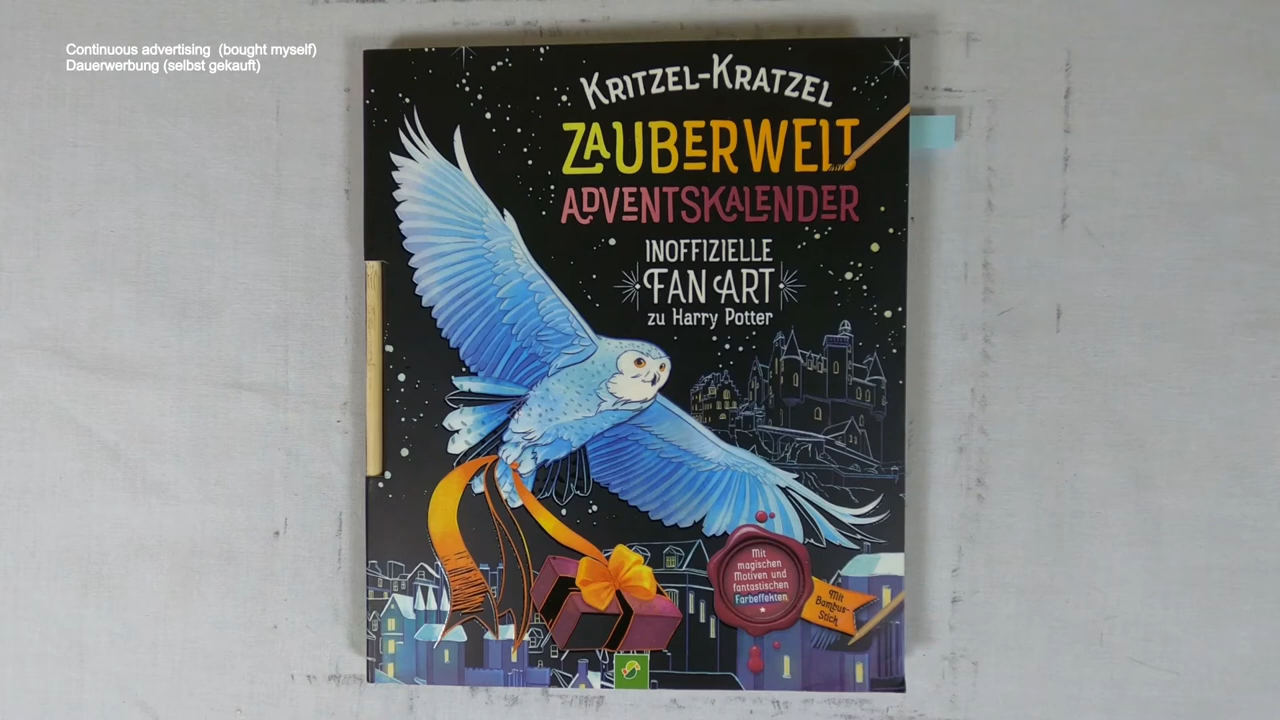 Continuous advertising (bought myself)
Dauerwerbung (selbst gekauft)
KRITZEL-KRATZEL
ZAUBERWELT
ADVENTSKALENDER
INOFFIZIELLE
FAN ART
zu Harry Potter
Mit
magischen
Motiven und
fantastischen
Farbeffekten
Mit
Bambus-
Stick